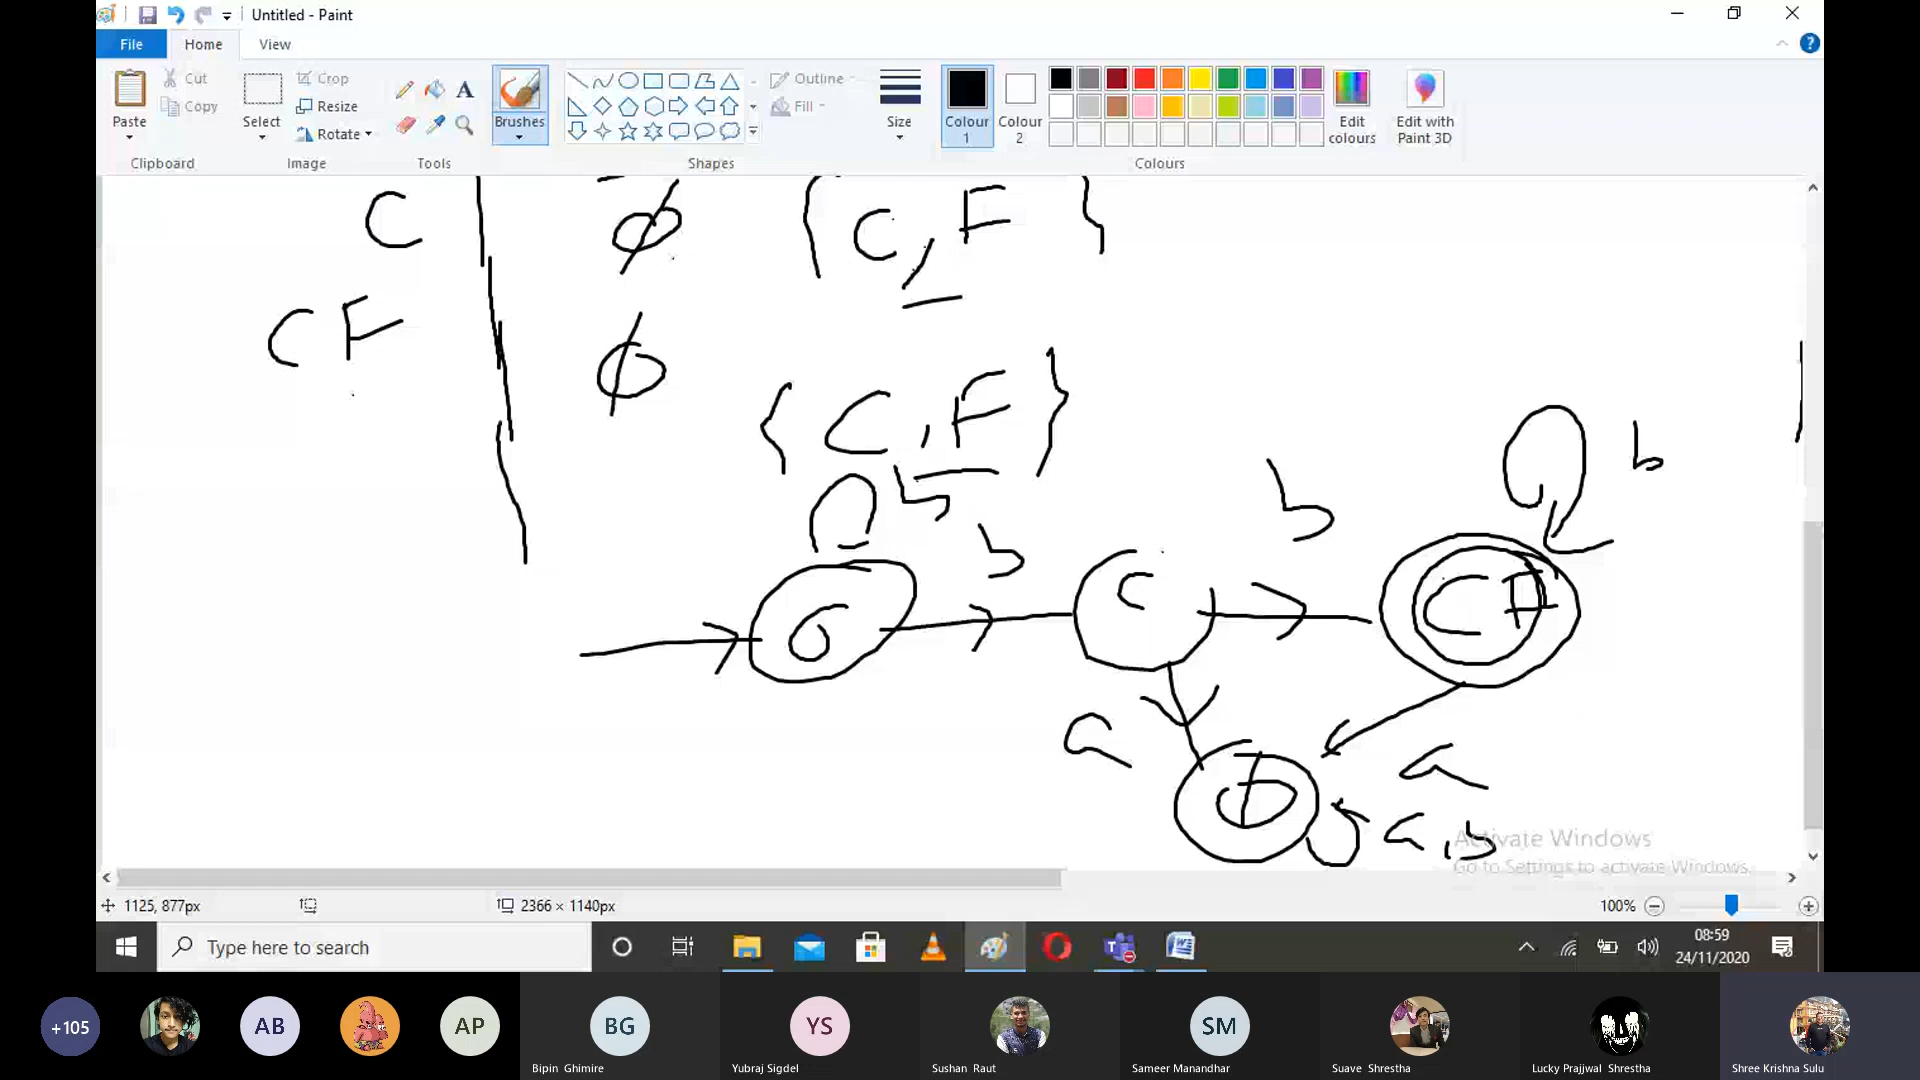 Untitled - Paint
File Home View
Paste Cut Copy Clipboard
Select Crop Resize Rotate Image
A Tools
Brushes
Outline Fill Shapes
Size
Colour 1 Colour 2
Edit colours Edit with Paint 3D
Colours
C ϕ { C, F }
CF ϕ
{ C, F }
b b b b
C CF
a ϕ a
a, b
Activate Windows
Go to Settings to activate Windows.
1125, 877px 2366 × 1140px 100%
Type here to search
08:59
24/11/2020
+105 AB AP BG YS SM
Bipin Ghimire Yubraj Sigdel Sushan Raut Sameer Manandhar Suave Shrestha Lucky Prajjwal Shrestha Shree Krishna Sulu